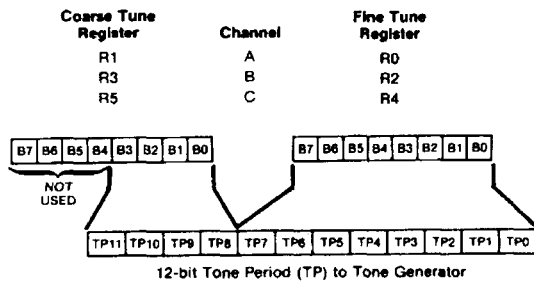 Coarse Tune Register Channel Fine Tune Register
R1 A R0
R3 B R2
R5 C R4
B7 B6 B5 B4 B3 B2 B1 B0 B7 B6 B5 B4 B3 B2 B1 B0
NOT
USED
TP11 TP10 TP9 TP8 TP7 TP6 TP5 TP4 TP3 TP2 TP1 TP0
12-bit Tone Period (TP) to Tone Generator